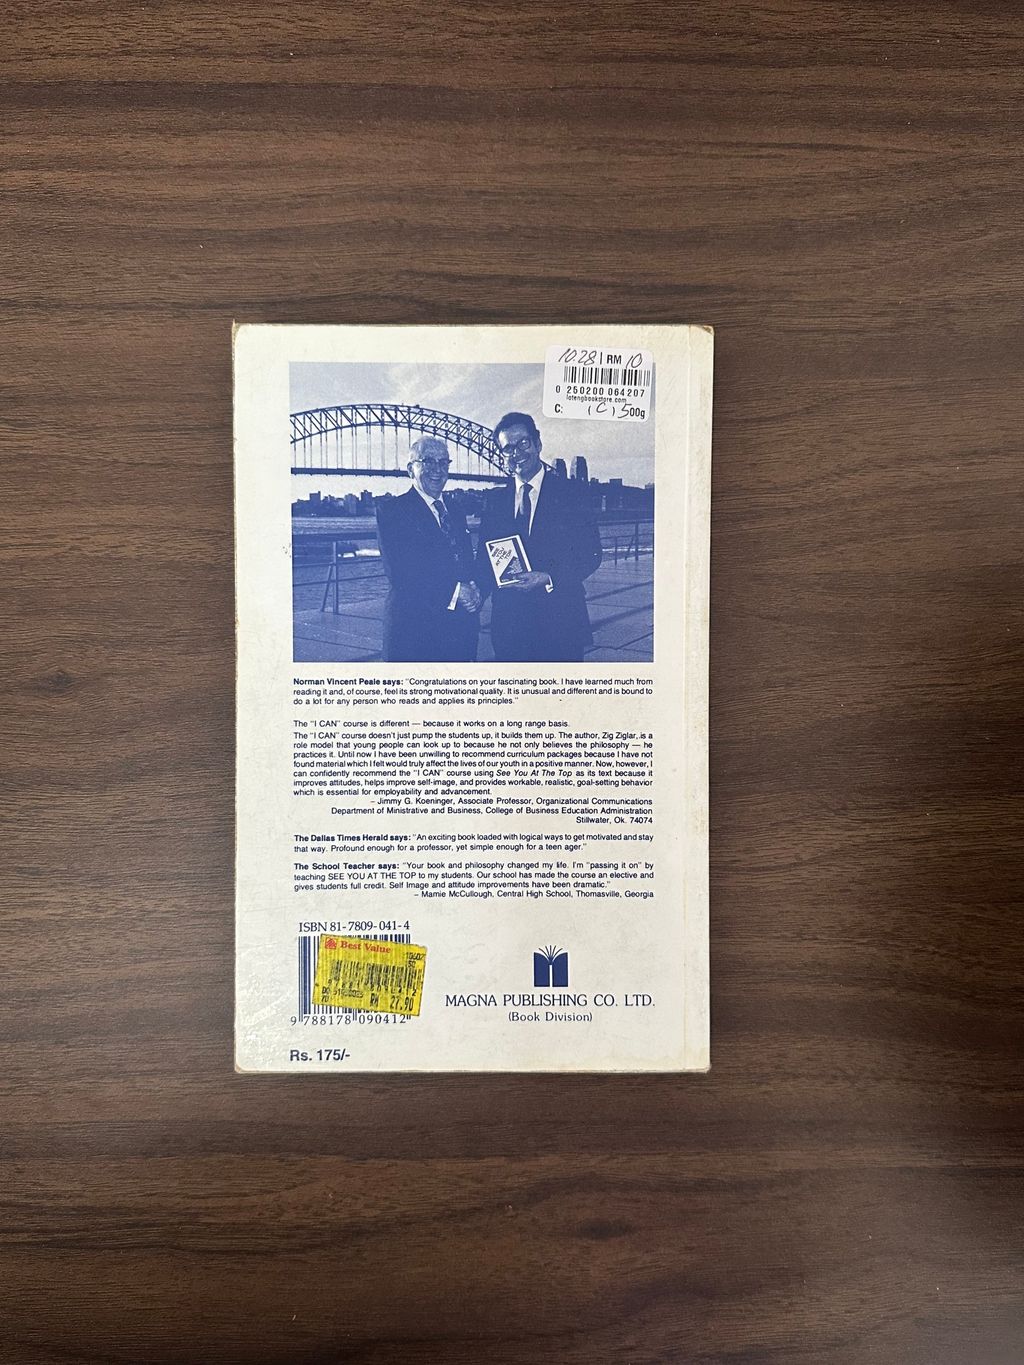 10.28 | RM 10
0 250200 064207
lotengbookstore.com
C: (C) 500g
SEE
YOU
AT THE
TOP
Norman Vincent Peale says: "Congratulations on your fascinating book. I have learned much from
reading it and, of course, feel its strong motivational quality. It is unusual and different and is bound to
do a lot for any person who reads and applies its principles."
The "I CAN" course is different — because it works on a long range basis.
The "I CAN" course doesn't just pump the students up, it builds them up. The author, Zig Ziglar, is a
role model that young people can look up to because he not only believes the philosophy — he
practices it. Until now I have been unwilling to recommend curriculum packages because I have not
found material which I felt would truly affect the lives of our youth in a positive manner. Now, however, I
can confidently recommend the "I CAN" course using See You At The Top as its text because it
improves attitudes, helps improve self-image, and provides workable, realistic, goal-setting behavior
which is essential for employability and advancement.
– Jimmy G. Koeninger, Associate Professor, Organizational Communications
Department of Ministrative and Business, College of Business Education Administration
Stillwater, Ok. 74074
The Dallas Times Herald says: "An exciting book loaded with logical ways to get motivated and stay
that way. Profound enough for a professor, yet simple enough for a teen ager."
The School Teacher says: "Your book and philosophy changed my life. I'm "passing it on" by
teaching SEE YOU AT THE TOP to my students. Our school has made the course an elective and
gives students full credit. Self Image and attitude improvements have been dramatic."
– Mamie McCullough, Central High School, Thomasville, Georgia
ISBN 81-7809-041-4
Best Value
RM 27.90
9 788178 090412
MAGNA PUBLISHING CO. LTD.
(Book Division)
Rs. 175/-